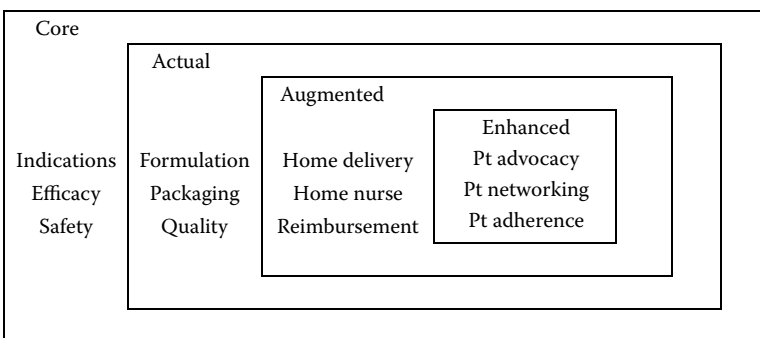 Core
Actual
Augmented
Enhanced
Indications Formulation Home delivery Pt advocacy
Efficacy Packaging Home nurse Pt networking
Safety Quality Reimbursement Pt adherence